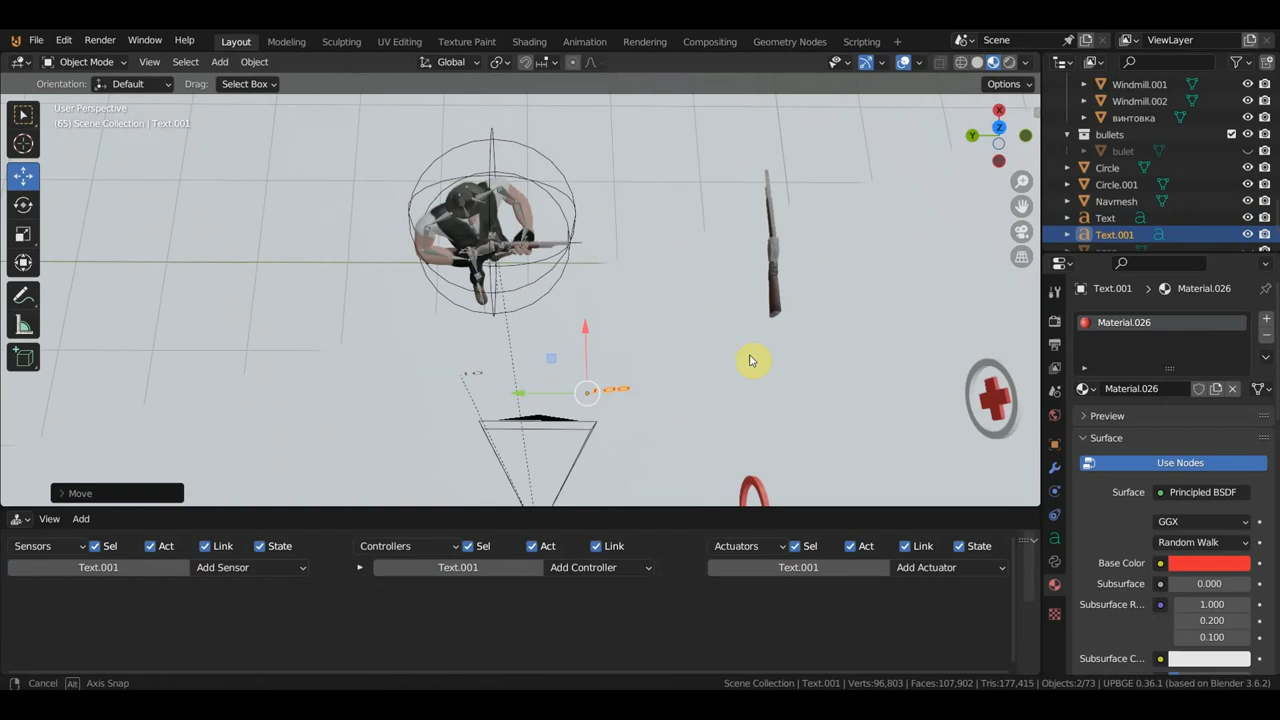 File Edit Render Window Help Layout Modeling Sculpting UV Editing Texture Paint Shading Animation Rendering Compositing Geometry Nodes Scripting + Scene ViewLayer
Object Mode View Select Add Object Global
Orientation: Default Drag: Select Box Options
User Perspective
(65) Scene Collection | Text.001
X
Y
Z
Windmill.001
Windmill.002
винтовка
bullets
bulet
Circle
Circle.001
Navmesh
Text
Text.001
Text.001 > Material.026
Material.026
Material.026
Preview
Surface
Use Nodes
Surface Principled BSDF
GGX
Random Walk
Base Color
Subsurface 0.000
Subsurface R... 1.000
0.200
0.100
Subsurface C...
Move
View Add
Sensors Sel Act Link State Controllers Sel Act Link Actuators Sel Act Link State
Text.001 Add Sensor Text.001 Add Controller Text.001 Add Actuator
Cancel Alt Axis Snap
Scene Collection | Text.001 | Verts:96,803 | Faces:107,902 | Tris:177,415 | Objects:2/73 | UPBGE 0.36.1 (based on Blender 3.6.2)